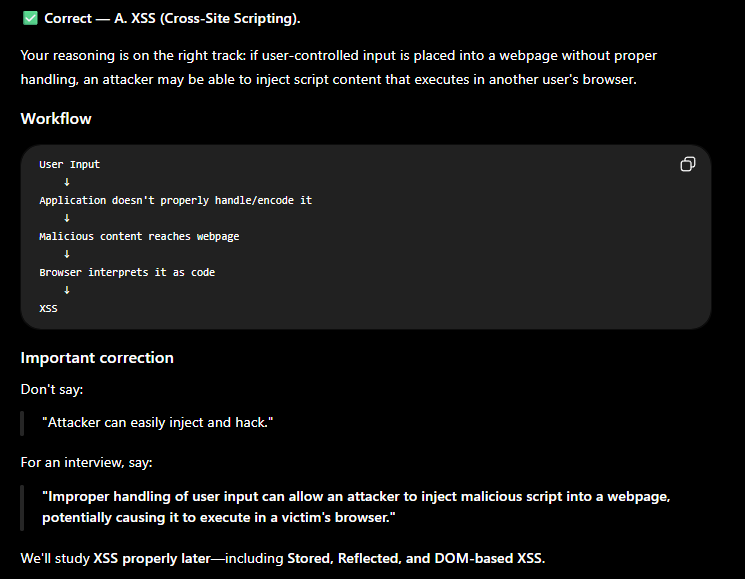 ✅ Correct — A. XSS (Cross-Site Scripting).
Your reasoning is on the right track: if user-controlled input is placed into a webpage without proper
handling, an attacker may be able to inject script content that executes in another user's browser.
Workflow
User Input
↓
Application doesn't properly handle/encode it
↓
Malicious content reaches webpage
↓
Browser interprets it as code
↓
XSS
Important correction
Don't say:
"Attacker can easily inject and hack."
For an interview, say:
"Improper handling of user input can allow an attacker to inject malicious script into a webpage,
potentially causing it to execute in a victim's browser."
We'll study XSS properly later—including Stored, Reflected, and DOM-based XSS.